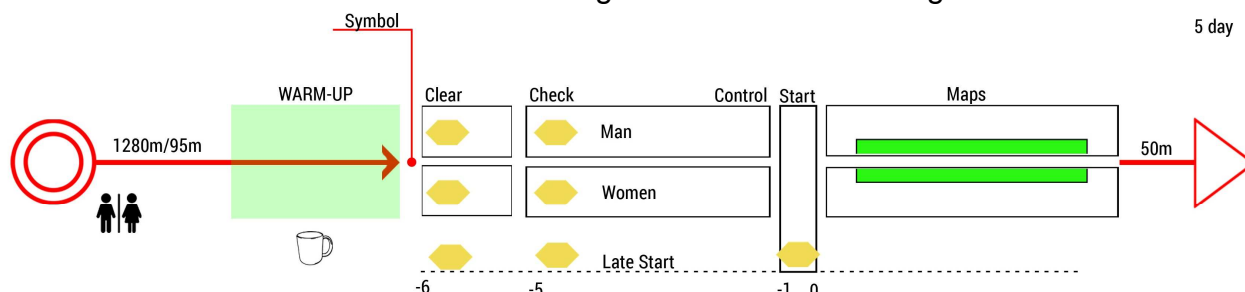 Symbol
5 day
WARM-UP
Clear
Check
Control
Start
Maps
1280m/95m
Man
50m
Women
Late Start
-6
-5
-1
0